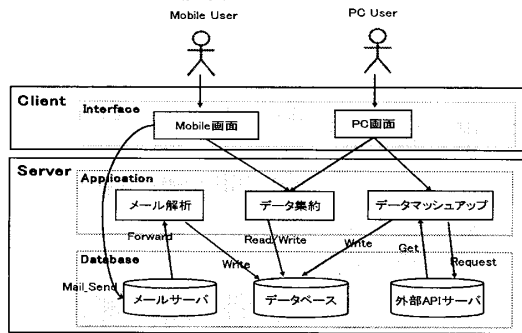 Mobile User
PC User
Client
Interface
Mobile画面
PC画面
Server
Application
メール解析
データ集約
データマッシュアップ
Forward
Read/Write
Write
Get
Request
Database
Write
Mail_Send
メールサーバ
データベース
外部APIサーバ